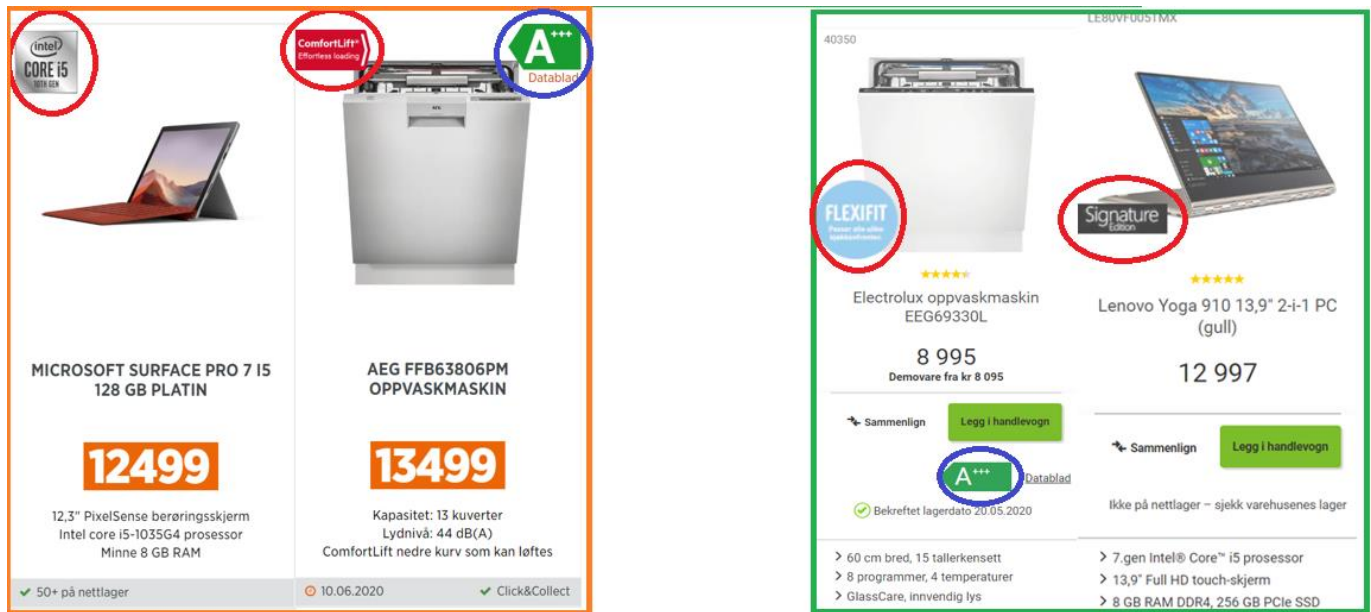 intel
CORE i5
10TH GEN
MICROSOFT SURFACE PRO 7 I5
128 GB PLATIN
12499
12,3" PixelSense berøringsskjerm
Intel core i5-1035G4 prosessor
Minne 8 GB RAM
50+ på nettlager
ComfortLift®
Effortless loading
A+++
Datablad
AEG FFB63806PM
OPPVASKMASKIN
13499
Kapasitet: 13 kuverter
Lydnivå: 44 dB(A)
ComfortLift nedre kurv som kan løftes
10.06.2020
Click&Collect
40350
FLEXIFIT
Passer alle ulike
Electrolux oppvaskmaskin
EEG69330L
8 995
Demovare fra kr 8 095
Sammenlign
Legg i handlevogn
A+++
Datablad
Bekreftet lagerdato 20.05.2020
60 cm bred, 15 tallerkensett
8 programmer, 4 temperaturer
GlassCare, innvendig lys
LE80VF005TMX
Signature
Edition
Lenovo Yoga 910 13,9" 2-i-1 PC
(gull)
12 997
Sammenlign
Legg i handlevogn
Ikke på nettlager – sjekk varehusenes lager
7.gen Intel® Core™ i5 prosessor
13,9" Full HD touch-skjerm
8 GB RAM DDR4, 256 GB PCIe SSD